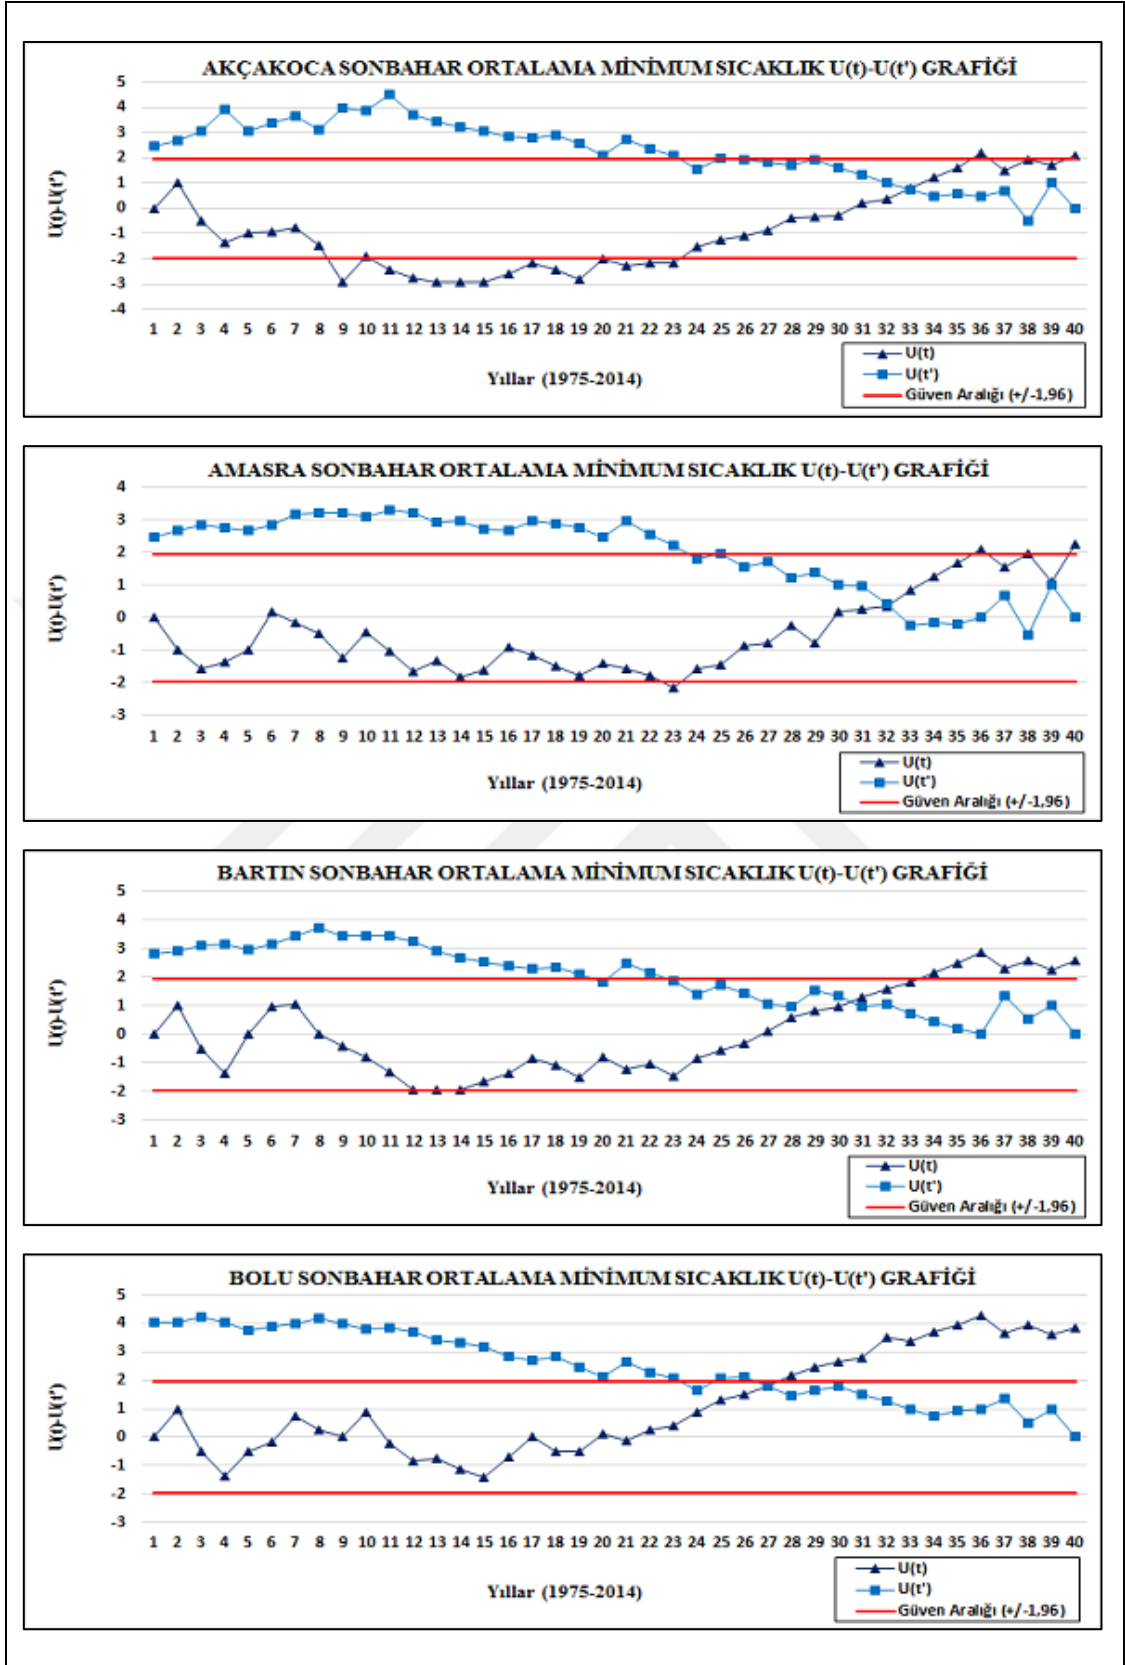 AKÇAKOCA SONBAHAR ORTALAMA MİNİMUM SICAKLIK U(t)-U(t') GRAFİĞİ
5
4
3
2
1
0
-1
-2
-3
-4
U(t)-U(t')
1 2 3 4 5 6 7 8 9 10 11 12 13 14 15 16 17 18 19 20 21 22 23 24 25 26 27 28 29 30 31 32 33 34 35 36 37 38 39 40
Yıllar (1975-2014)
U(t)
U(t')
Güven Aralığı (+/-1,96)
AMASRA SONBAHAR ORTALAMA MİNİMUM SICAKLIK U(t)-U(t') GRAFİĞİ
4
3
2
1
0
-1
-2
-3
U(t)-U(t')
1 2 3 4 5 6 7 8 9 10 11 12 13 14 15 16 17 18 19 20 21 22 23 24 25 26 27 28 29 30 31 32 33 34 35 36 37 38 39 40
Yıllar (1975-2014)
U(t)
U(t')
Güven Aralığı (+/-1,96)
BARTIN SONBAHAR ORTALAMA MİNİMUM SICAKLIK U(t)-U(t') GRAFİĞİ
5
4
3
2
1
0
-1
-2
-3
U(t)-U(t')
1 2 3 4 5 6 7 8 9 10 11 12 13 14 15 16 17 18 19 20 21 22 23 24 25 26 27 28 29 30 31 32 33 34 35 36 37 38 39 40
Yıllar (1975-2014)
U(t)
U(t')
Güven Aralığı (+/-1,96)
BOLU SONBAHAR ORTALAMA MİNİMUM SICAKLIK U(t)-U(t') GRAFİĞİ
5
4
3
2
1
0
-1
-2
-3
U(t)-U(t')
1 2 3 4 5 6 7 8 9 10 11 12 13 14 15 16 17 18 19 20 21 22 23 24 25 26 27 28 29 30 31 32 33 34 35 36 37 38 39 40
Yıllar (1975-2014)
U(t)
U(t')
Güven Aralığı (+/-1,96)